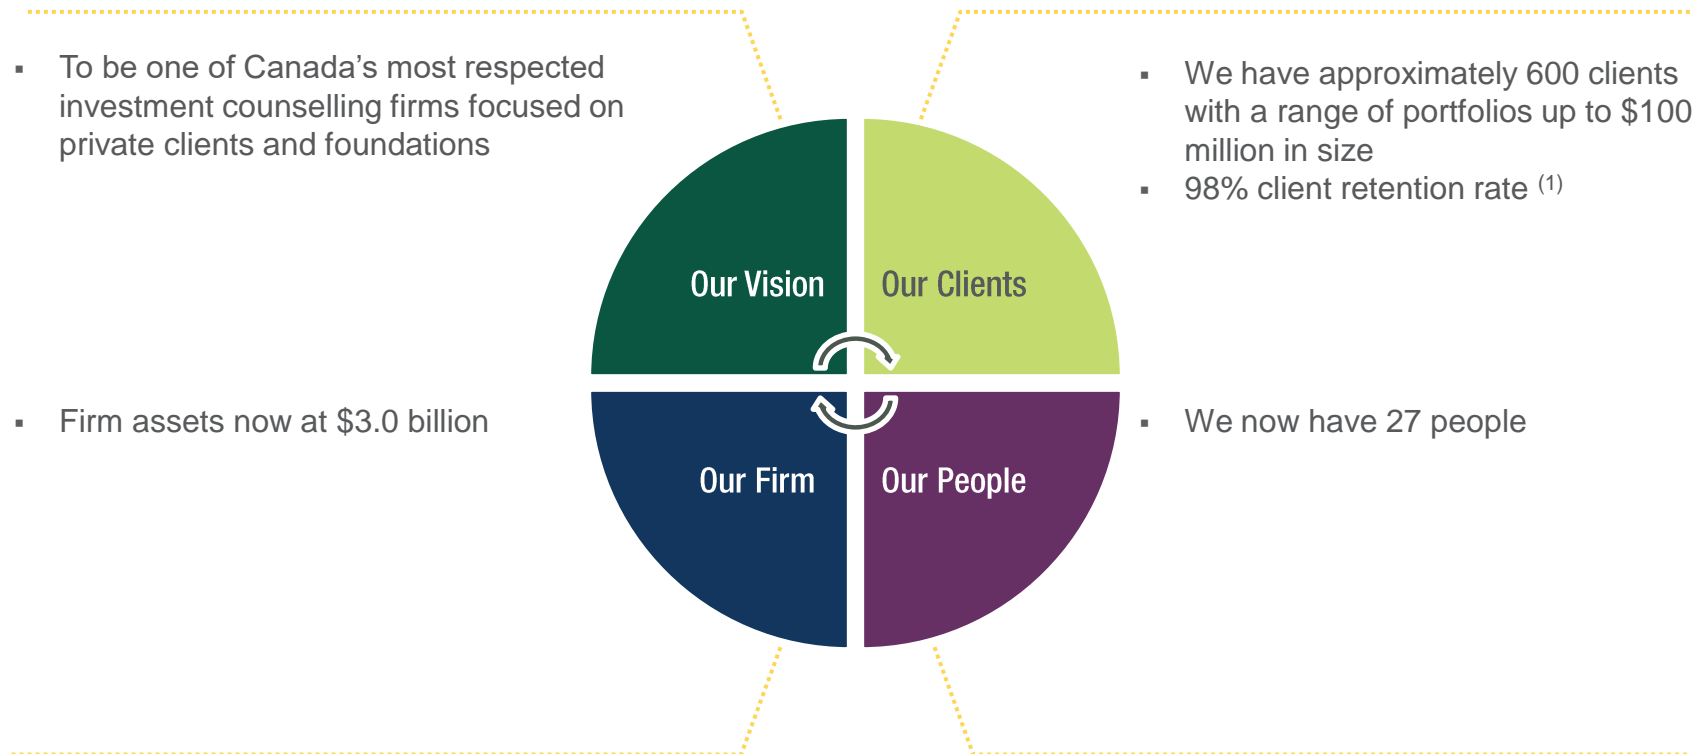 ▪ To be one of Canada’s most respected
investment counselling firms focused on
private clients and foundations
▪ We have approximately 600 clients
with a range of portfolios up to $100
million in size
▪ 98% client retention rate (1)
Our Vision
Our Clients
▪ Firm assets now at $3.0 billion
▪ We now have 27 people
Our Firm
Our People